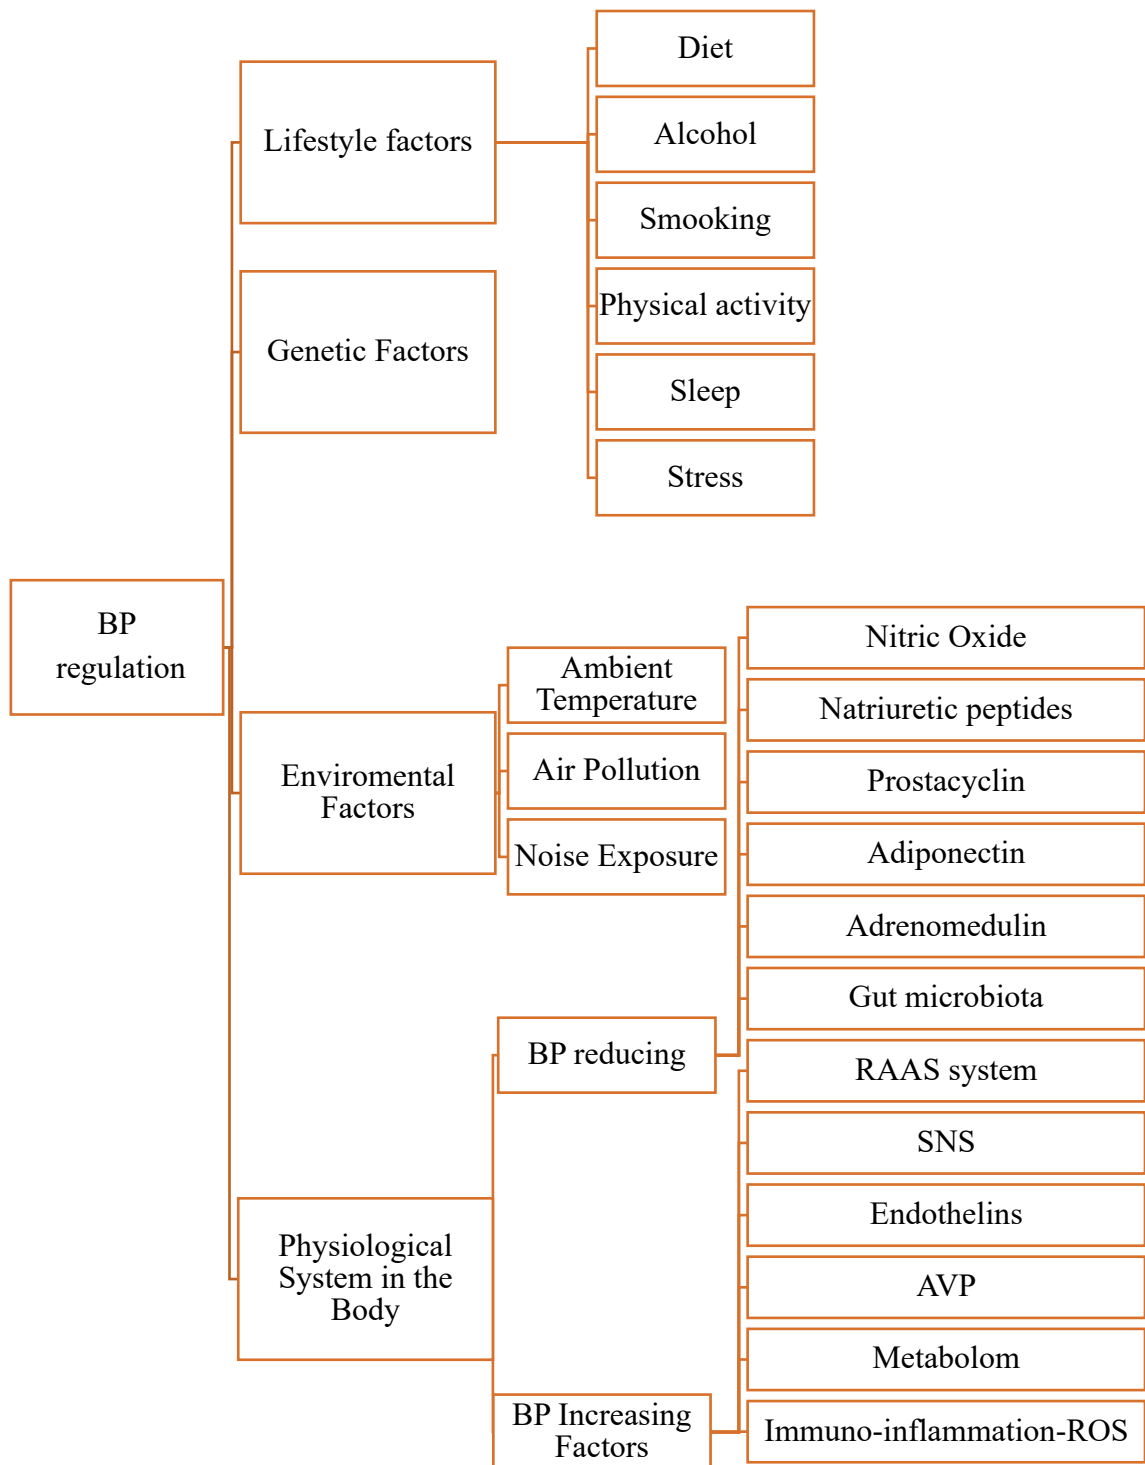 BP
regulation
Lifestyle factors
Diet
Alcohol
Smooking
Physical activity
Sleep
Stress
Genetic Factors
Enviromental
Factors
Ambient
Temperature
Air Pollution
Noise Exposure
Physiological
System in the
Body
BP reducing
Nitric Oxide
Natriuretic peptides
Prostacyclin
Adiponectin
Adrenomedulin
Gut microbiota
BP Increasing
Factors
RAAS system
SNS
Endothelins
AVP
Metabolom
Immuno-inflammation-ROS